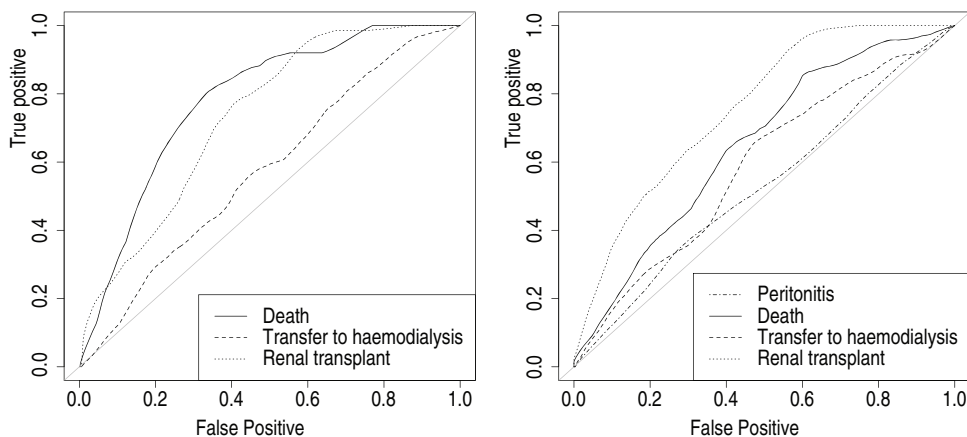 True positive
1.0
0.8
0.6
0.4
0.2
0.0
Death
Transfer to haemodialysis
Renal transplant
0.0 0.2 0.4 0.6 0.8 1.0
False Positive
True positive
1.0
0.8
0.6
0.4
0.2
0.0
Peritonitis
Death
Transfer to haemodialysis
Renal transplant
0.0 0.2 0.4 0.6 0.8 1.0
False Positive